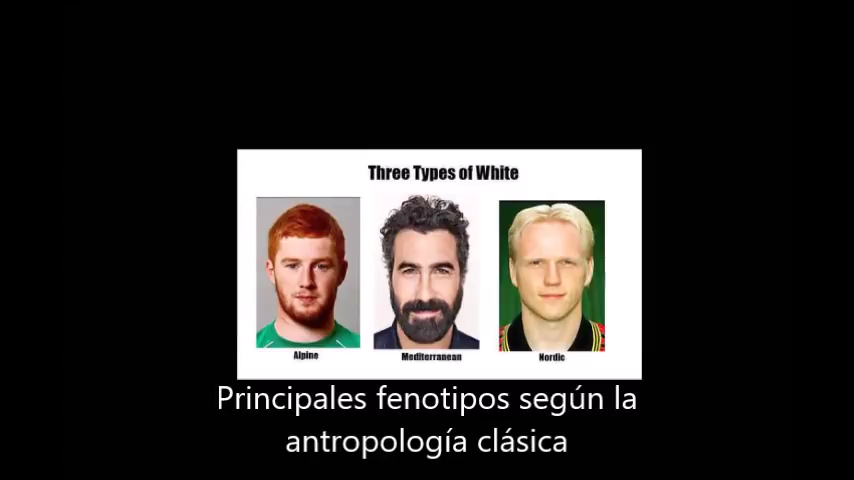 Three Types of White
Alpine
Mediterranean
Nordic
Principales fenotipos según la
antropología clásica